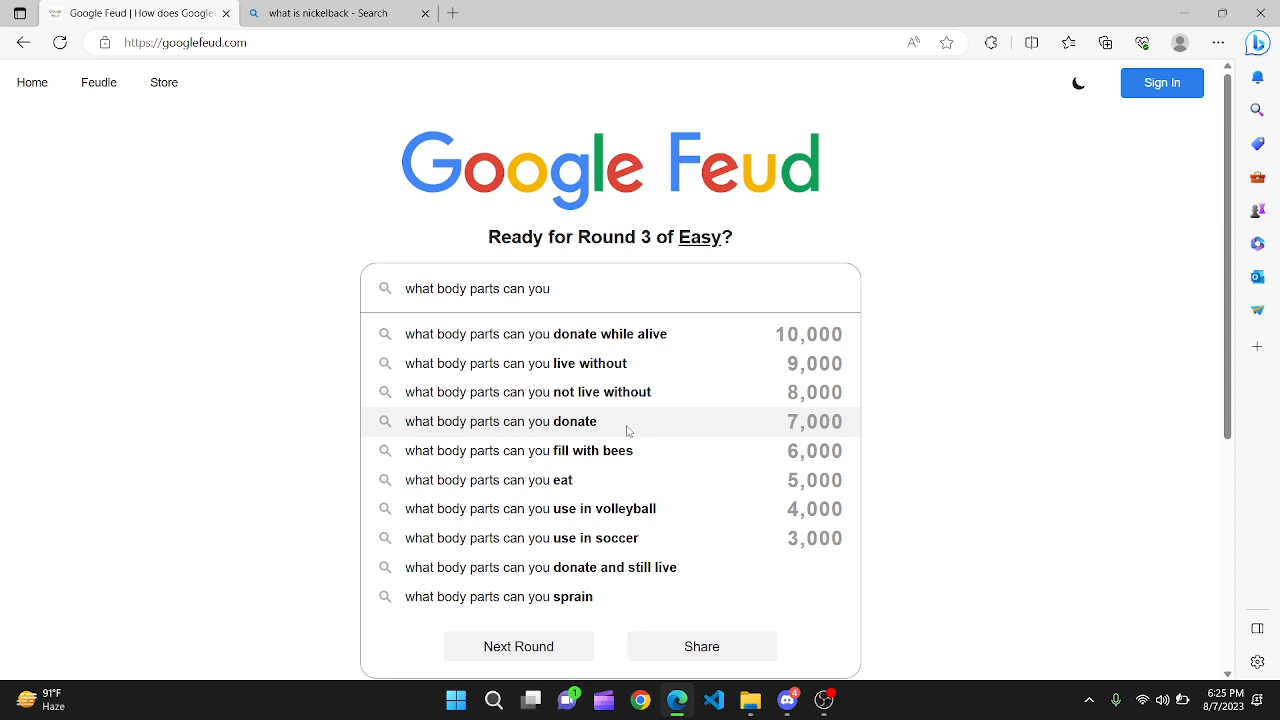 Google Feud | How does Google
what is nickelback - Search
https://googlefeud.com
Home Feudle Store
Sign In
Google Feud
Ready for Round 3 of Easy?
what body parts can you
what body parts can you donate while alive 10,000
what body parts can you live without 9,000
what body parts can you not live without 8,000
what body parts can you donate 7,000
what body parts can you fill with bees 6,000
what body parts can you eat 5,000
what body parts can you use in volleyball 4,000
what body parts can you use in soccer 3,000
what body parts can you donate and still live
what body parts can you sprain
Next Round Share
91°F
Haze
1
4
6:25 PM
8/7/2023